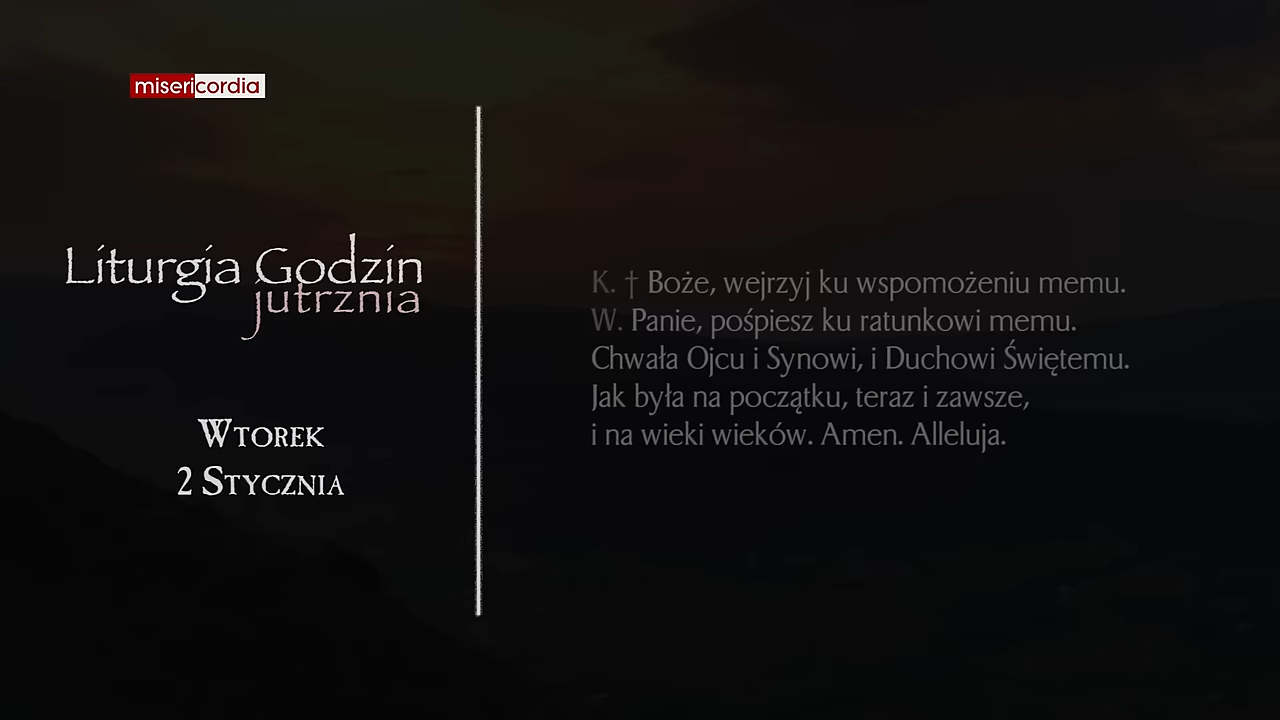 misericordia
Liturgia Godzin
jutrznia
Wtorek
2 Stycznia
K. † Boże, wejrzyj ku wspomożeniu memu.
W. Panie, pośpiesz ku ratunkowi memu.
Chwała Ojcu i Synowi, i Duchowi Świętemu.
Jak była na początku, teraz i zawsze,
i na wieki wieków. Amen. Alleluja.